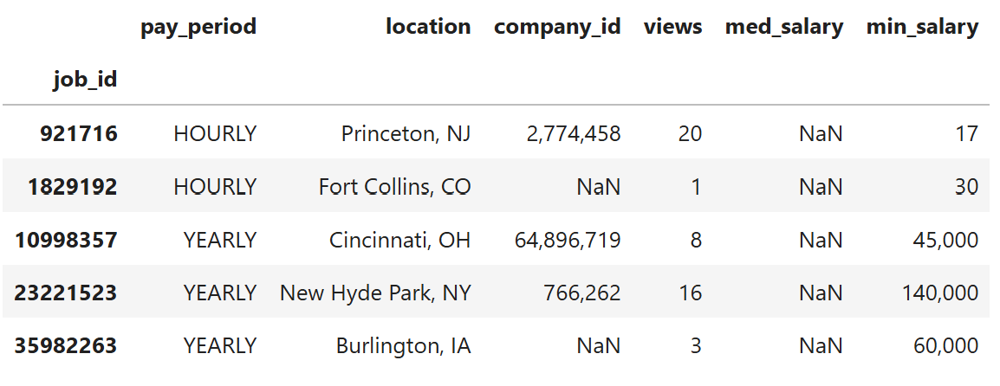 pay_period location company_id views med_salary min_salary
job_id
921716 HOURLY Princeton, NJ 2,774,458 20 NaN 17
1829192 HOURLY Fort Collins, CO NaN 1 NaN 30
10998357 YEARLY Cincinnati, OH 64,896,719 8 NaN 45,000
23221523 YEARLY New Hyde Park, NY 766,262 16 NaN 140,000
35982263 YEARLY Burlington, IA NaN 3 NaN 60,000